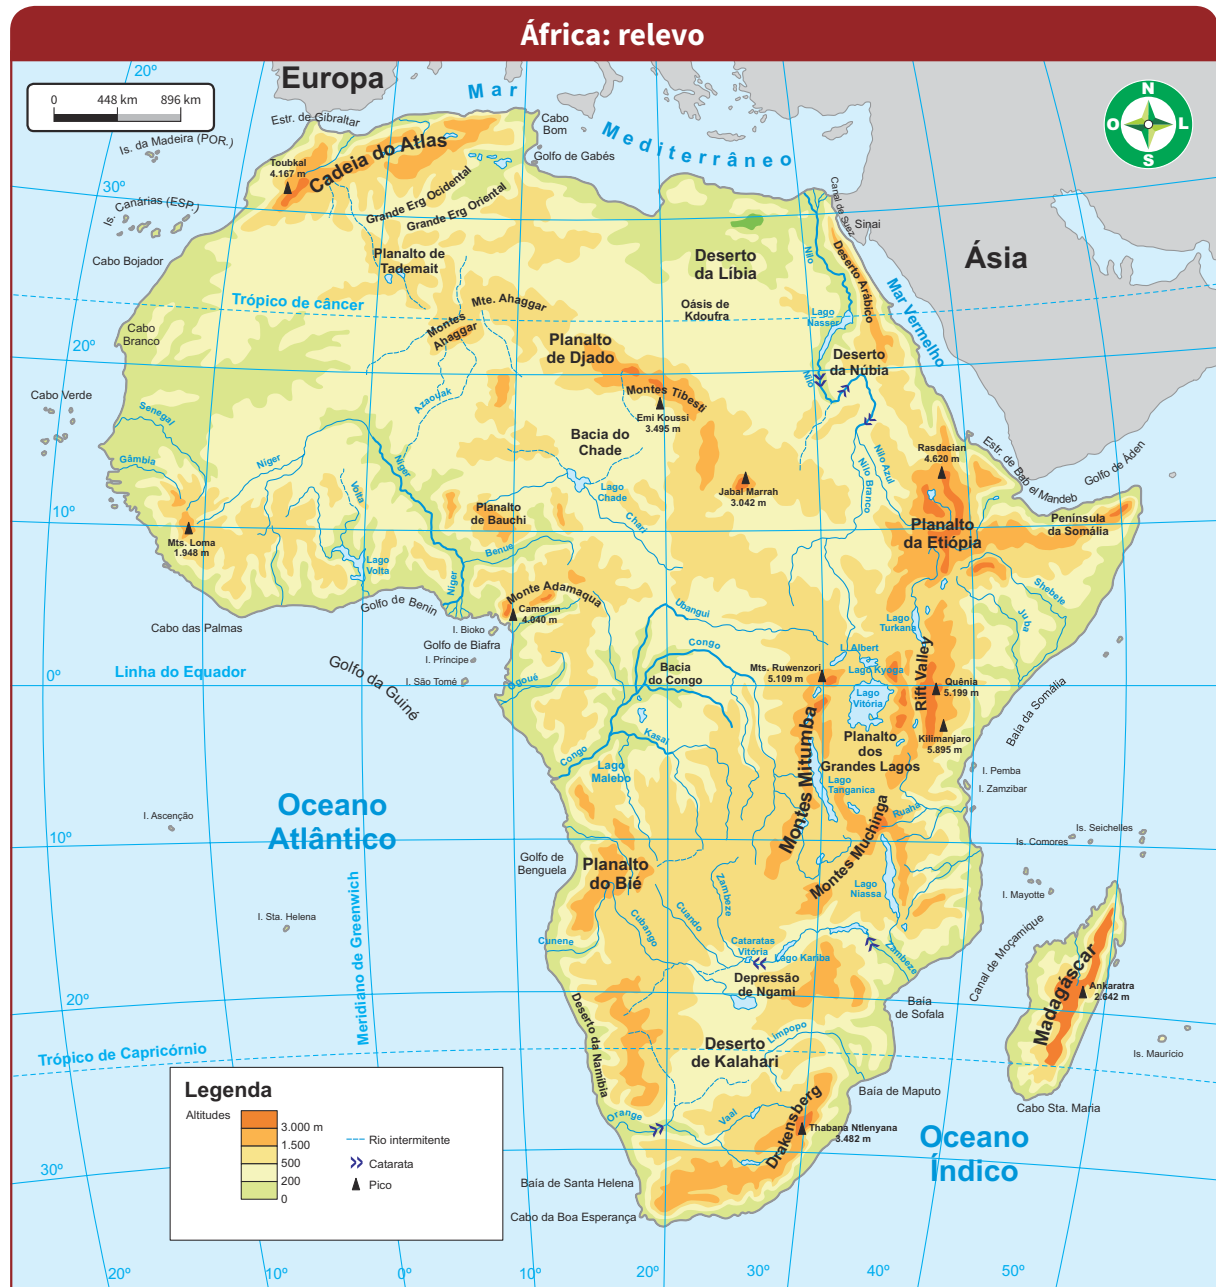 África: relevo
20º
Europa
Mar
Mediterrâneo
0 448 km 896 km
Estr. de Gibraltar
Cabo
Bom
Golfo de Gabés
Is. da Madeira (POR.)
Toubkal
4.167 m
Cadeia do Atlas
N
O
L
S
30º
Is. Canárias (ESP.)
Grande Erg Ocidental
Grande Erg Oriental
Canal de Suez
Sinai
Cabo Bojador
Planalto de
Tademait
Deserto
da Líbia
Nilo
Deserto Arábico
Ásia
Mar Vermelho
Trópico de câncer
Mte. Ahaggar
Montes
Ahaggar
Oásis de
Kdoufra
Lago
Nasser
Cabo
Branco
20º
Planalto
de Djado
Deserto
da Núbia
Nilo
Cabo Verde
Azaouak
Montes Tibesti
Emi Koussi
3.495 m
Senegal
Gâmbia
Niger
Niger
Bacia do
Chade
Rasdacian
4.620 m
Estr. de Bab el Mandeb
Golfo de Áden
Volta
Lago
Chade
Jabal Marrah
3.042 m
Nilo Branco
Nilo Azul
10º
Planalto
de Bauchi
Chari
Planalto
da Etiópia
Península
da Somália
Mts. Loma
1.948 m
Benue
Lago
Volta
Niger
Monte Adamaqua
Shebele
Juba
Golfo de Benin
Camerun
4.040 m
Ubangui
Lago
Turkana
Cabo das Palmas
I. Bioko
Golfo de Biafra
I. Príncipe
Congo
L. Albert
Linha do Equador
0º
Golfo da Guiné
I. São Tomé
Ogoué
Bacia
do Congo
Mts. Ruwenzori
5.109 m
Lago Kyoga
Lago
Vitória
Rift Valley
Quênia
5.199 m
Baía da Somália
Kilimanjaro
5.895 m
Congo
Kasai
Lago
Malebo
Montes Mitumba
Planalto
dos
Grandes Lagos
I. Pemba
I. Zamzibar
Lago
Tanganica
Ruaha
Oceano
Atlântico
I. Ascenção
Is. Seichelles
Is. Comores
10º
Golfo de
Benguela
Planalto
do Bié
Montes Muchinga
Lago
Niassa
I. Mayotte
Zambeze
I. Sta. Helena
Meridiano de Greenwich
Cunene
Cubango
Cuando
Cataratas
Vitória
Lago Kariba
Zambeze
Canal de Moçamique
Madagáscar
Ankaratra
2.642 m
20º
Deserto da Namíbia
Depressão
de Ngami
Baía
de Sofala
Limpopo
Is. Maurício
Trópico de Capricórnio
Deserto
de Kalahari
Baía de Maputo
Cabo Sta. Maria
Legenda
Altitudes
3.000 m
1.500
500
200
0
Rio intermitente
Catarata
Pico
Orange
Vaal
Drakensberg
Thabana Ntlenyana
3.482 m
Oceano
Índico
30º
Baía de Santa Helena
Cabo da Boa Esperança
20º 10º 0º 10º 20º 30º 40º 50º